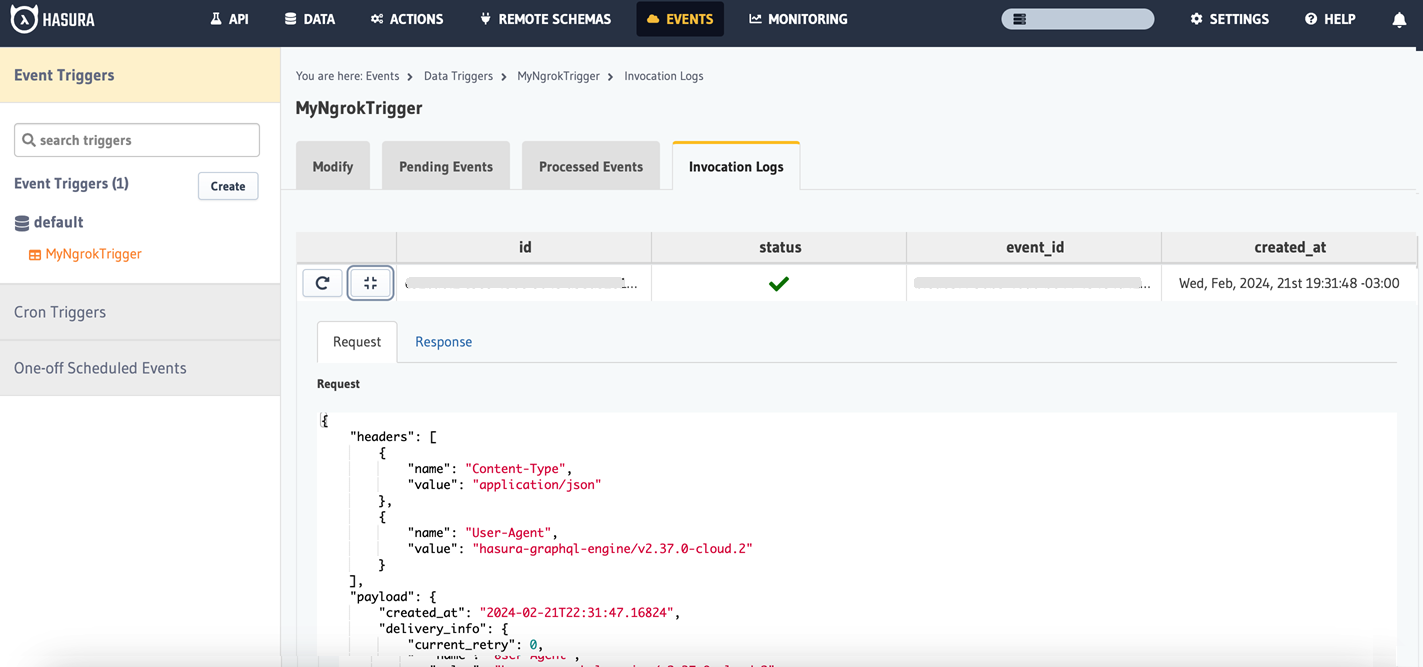 HASURA
API
DATA
ACTIONS
REMOTE SCHEMAS
EVENTS
MONITORING
SETTINGS
HELP
Event Triggers
search triggers
Event Triggers (1)
Create
default
MyNgrokTrigger
Cron Triggers
One-off Scheduled Events
You are here: Events > Data Triggers > MyNgrokTrigger > Invocation Logs
MyNgrokTrigger
Modify
Pending Events
Processed Events
Invocation Logs
id status event_id created_at
... ... Wed, Feb, 2024, 21st 19:31:48 -03:00
Request
Response
Request
{
"headers": [
{
"name": "Content-Type",
"value": "application/json"
},
{
"name": "User-Agent",
"value": "hasura-graphql-engine/v2.37.0-cloud.2"
}
],
"payload": {
"created_at": "2024-02-21T22:31:47.16824",
"delivery_info": {
"current_retry": 0,